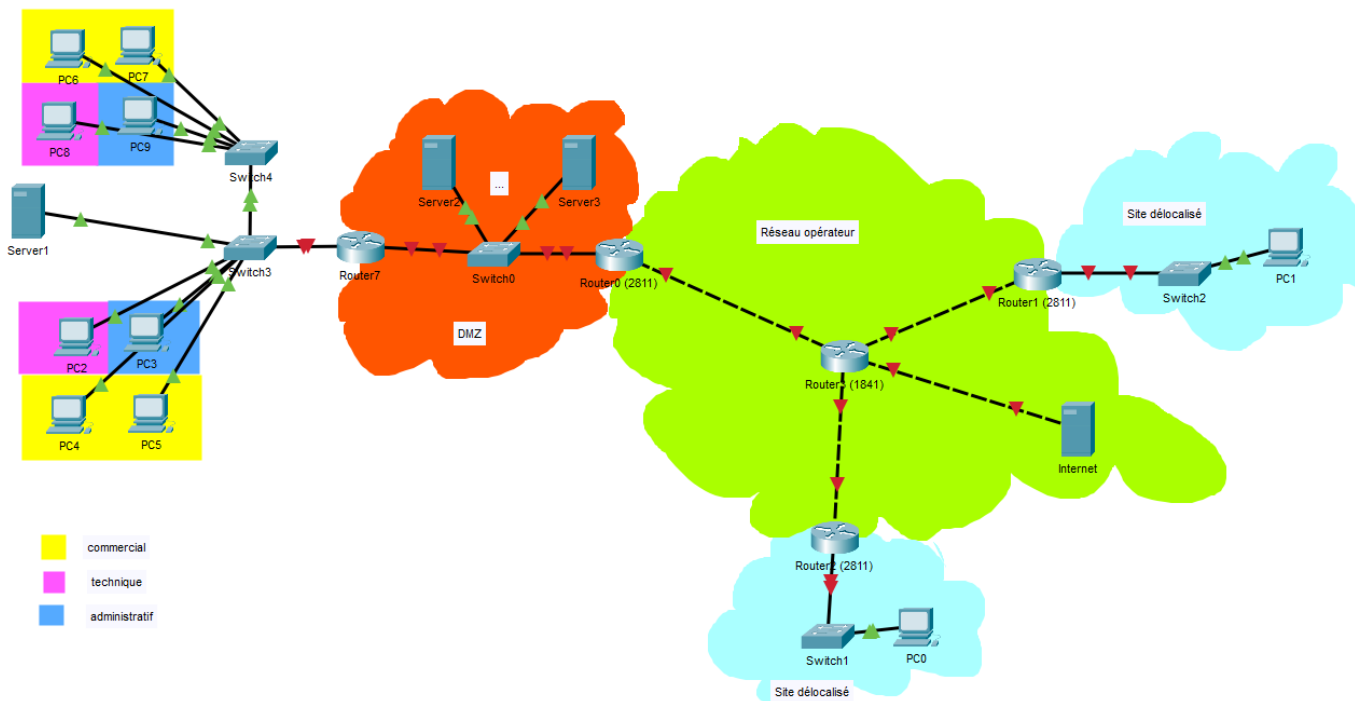 PC6
PC7
PC8
PC9
Switch4
Server1
Switch3
Router7
Server2
...
Server3
Switch0
Router0 (2811)
DMZ
PC2
PC3
PC4
PC5
commercial
technique
administratif
Réseau opérateur
Router1 (2811)
Site délocalisé
Switch2
PC1
(1841)
Internet
Router2 (2811)
Switch1
PC0
Site délocalisé